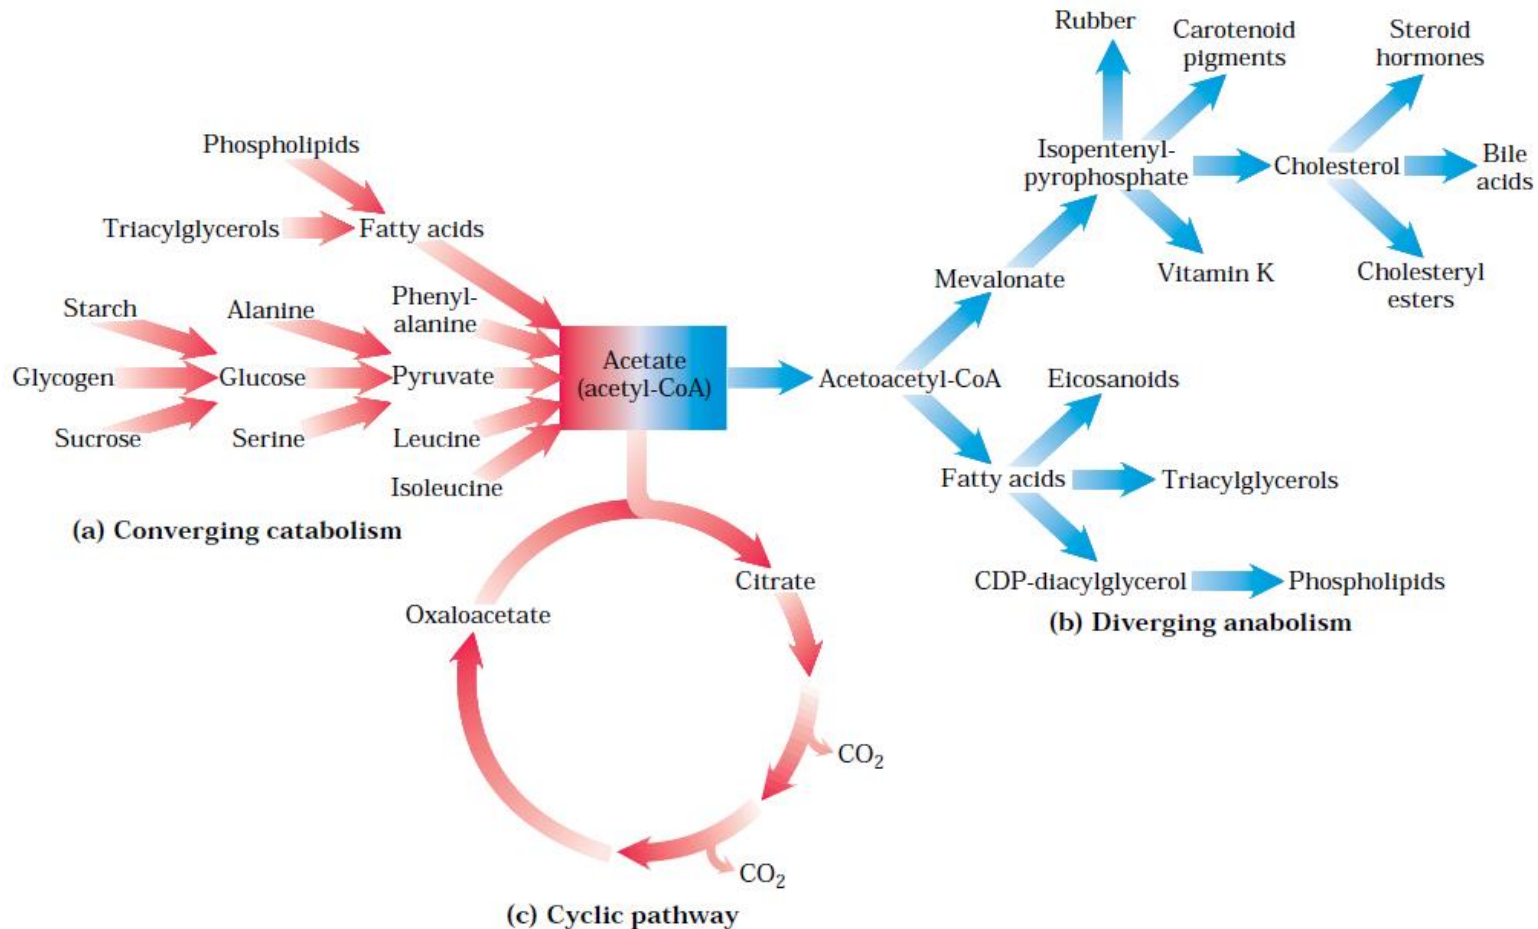 Phospholipids
Triacylglycerols
Fatty acids
Starch
Alanine
Phenyl-
alanine
Glycogen
Glucose
Pyruvate
Sucrose
Serine
Leucine
Isoleucine
(a) Converging catabolism
Acetate
(acetyl-CoA)
Rubber
Carotenoid
pigments
Steroid
hormones
Isopentenyl-
pyrophosphate
Cholesterol
Bile
acids
Mevalonate
Vitamin K
Cholesteryl
esters
Acetoacetyl-CoA
Eicosanoids
Fatty acids
Triacylglycerols
CDP-diacylglycerol
Phospholipids
(b) Diverging anabolism
Citrate
Oxaloacetate
CO₂
CO₂
(c) Cyclic pathway